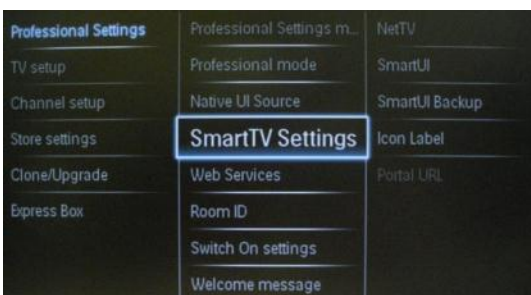 Professional Settings
TV setup
Channel setup
Store settings
Clone/Upgrade
Express Box
Professional Settings m...
Professional mode
Native UI Source
SmartTV Settings
Web Services
Room ID
Switch On settings
Welcome message
NetTV
SmartUI
SmartUI Backup
Icon Label
Portal URL